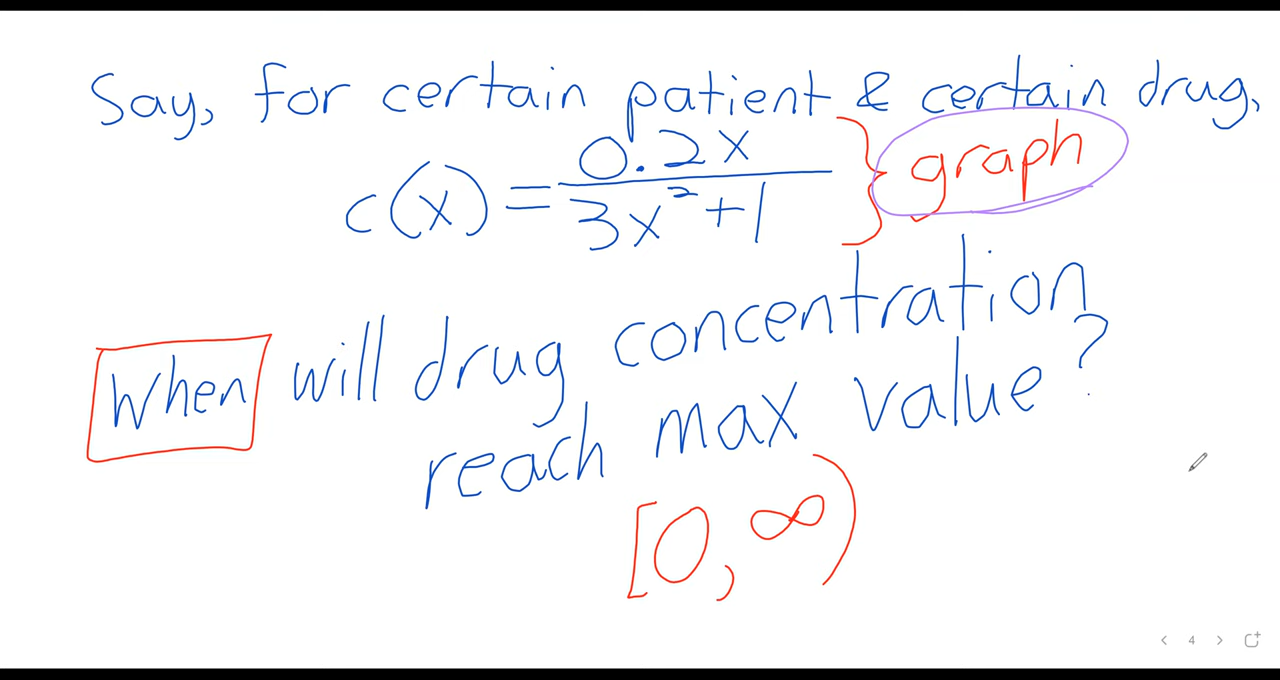 Say, for certain patient & certain drug,
c(x) = 0.2x / 3x² + 1 } graph
When will drug concentration
reach max value?
[0, ∞)
< 4 >